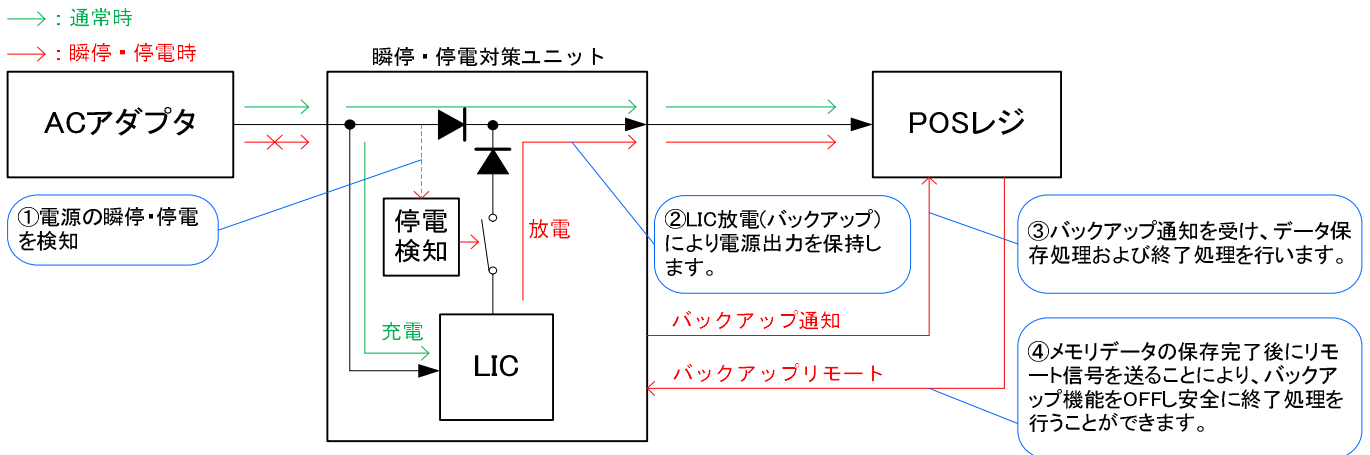 ：通常時
：瞬停・停電時
瞬停・停電対策ユニット
ACアダプタ
POSレジ
①電源の瞬停・停電
を検知
停電
検知
放電
②LIC放電(バックアップ)
により電源出力を保持し
ます。
③バックアップ通知を受け、データ保
存処理および終了処理を行います。
充電
LIC
バックアップ通知
バックアップリモート
④メモリデータの保存完了後にリモ
ート信号を送ることにより、バックア
ップ機能をOFFし安全に終了処理を
行うことができます。